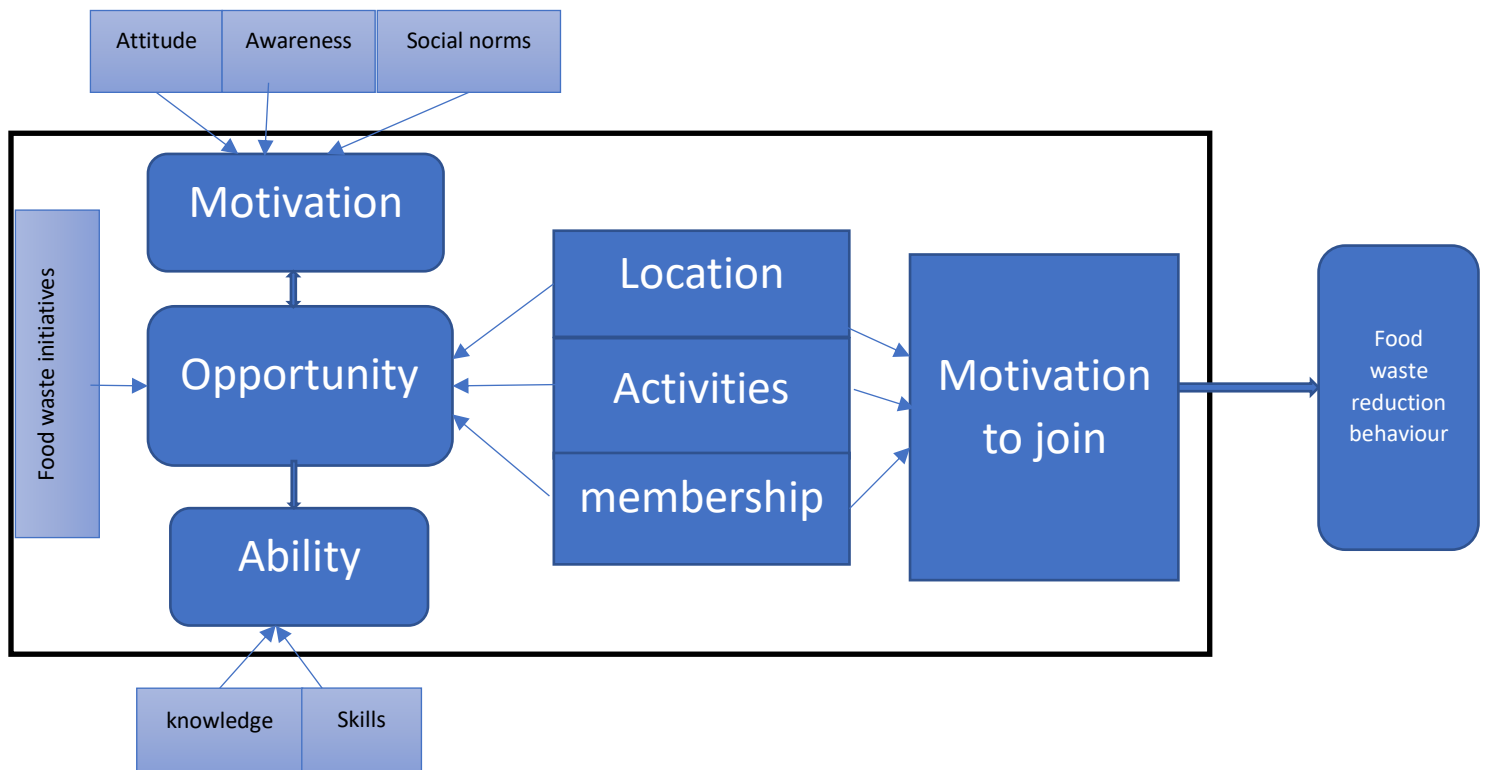 Attitude
Awareness
Social norms
Motivation
Food waste initiatives
Opportunity
Ability
Location
Activities
membership
Motivation
to join
Food
waste
reduction
behaviour
knowledge
Skills